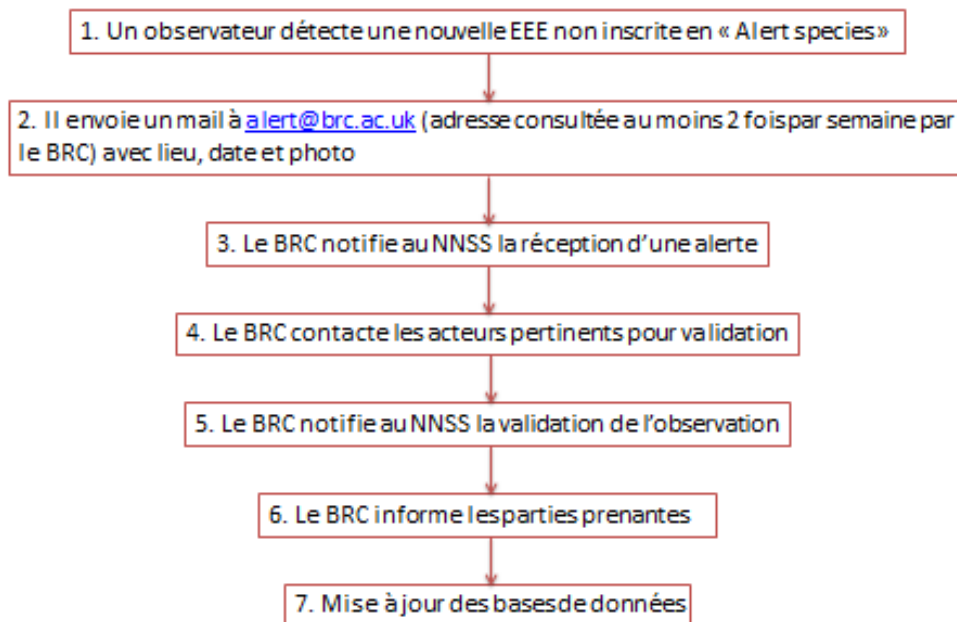 1. Un observateur détecte une nouvelle EEE non inscrite en « Alert species»
2. Il envoie un mail à alert@brc.ac.uk (adresse consultée au moins 2 fois par semaine par
le BRC) avec lieu, date et photo
3. Le BRC notifie au NNSS la réception d'une alerte
4. Le BRC contacte les acteurs pertinents pour validation
5. Le BRC notifie au NNSS la validation de l'observation
6. Le BRC informe les parties prenantes
7. Mise à jour des bases de données